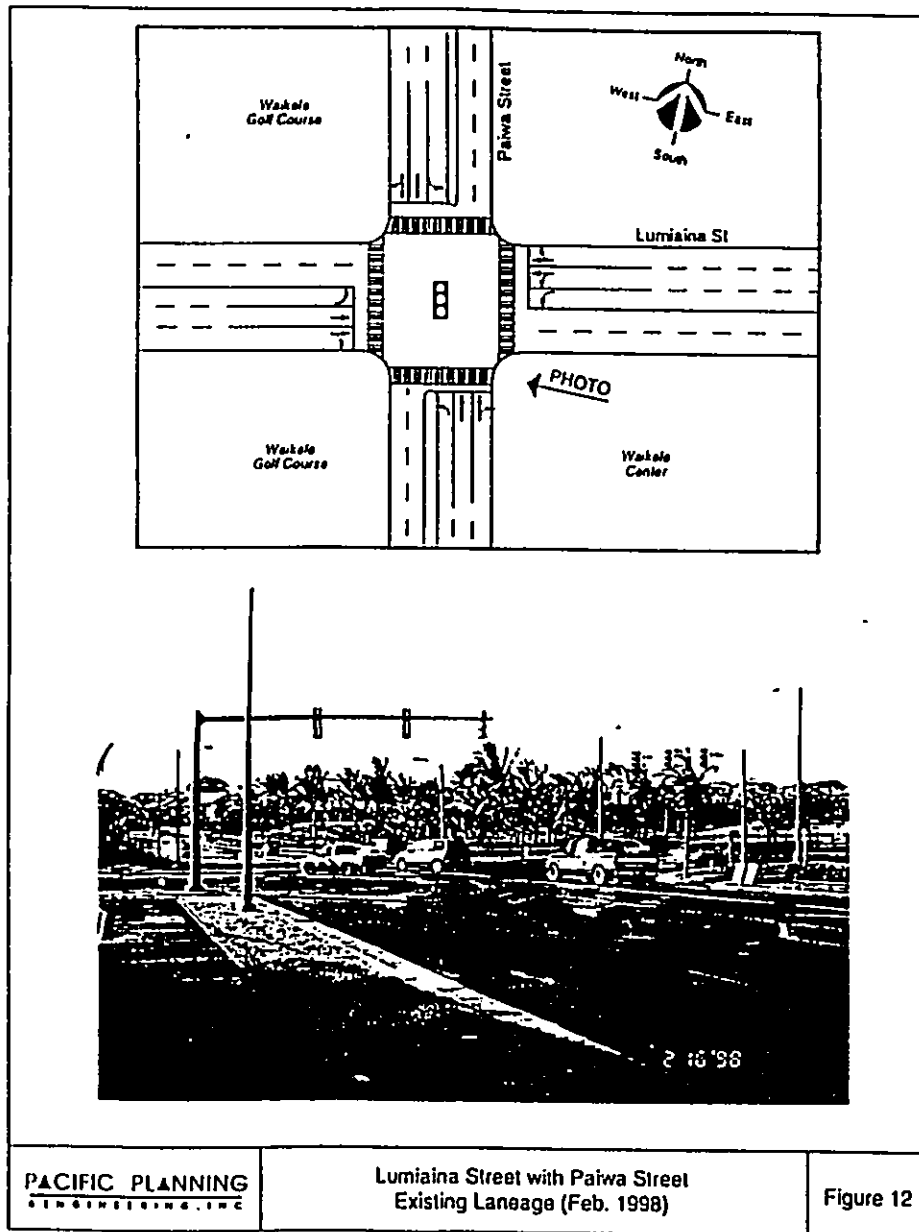 North
West
East
South
Paiwa Street
Waikele
Golf Course
Lumiaina St
PHOTO
Waikele
Golf Course
Waikele
Center
2 16 '98
PACIFIC PLANNING
& ENGINEERING, INC
Lumiaina Street with Paiwa Street
Existing Laneage (Feb. 1998)
Figure 12